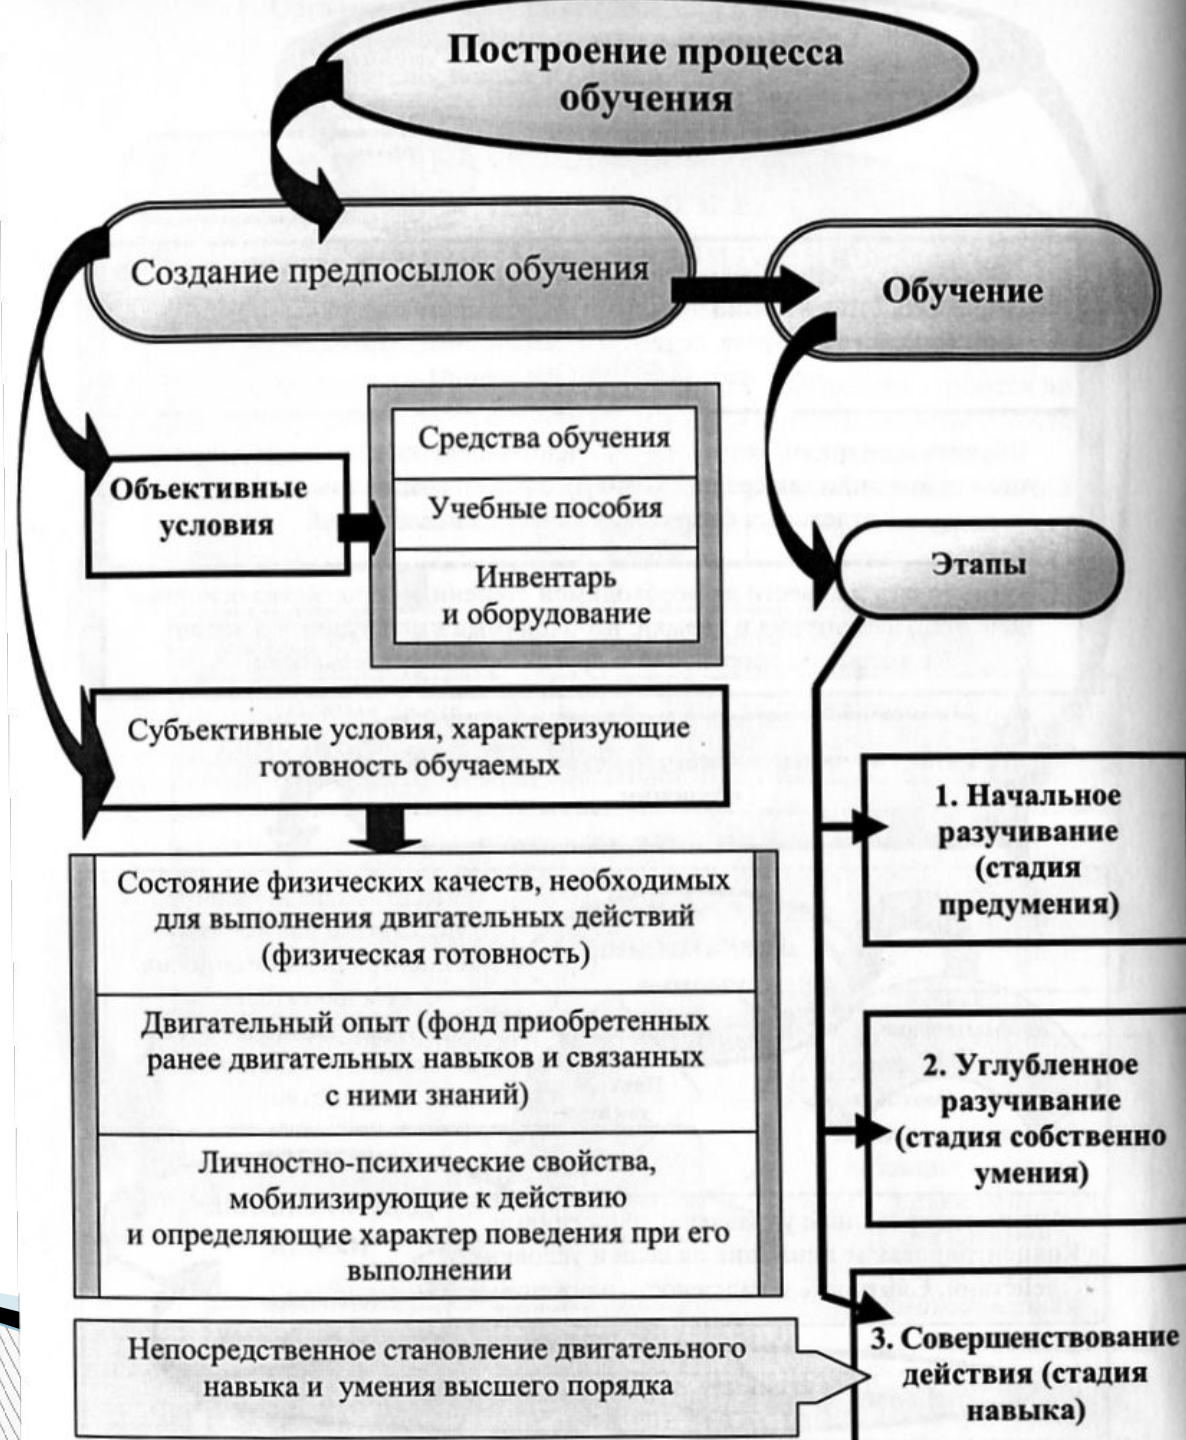 Построение процесса
обучения
Создание предпосылок обучения
Обучение
Средства обучения
Учебные пособия
Инвентарь
и оборудование
Объективные
условия
Этапы
Субъективные условия, характеризующие
готовность обучаемых
1. Начальное
разучивание
(стадия
предумения)
Состояние физических качеств, необходимых
для выполнения двигательных действий
(физическая готовность)
Двигательный опыт (фонд приобретенных
ранее двигательных навыков и связанных
с ними знаний)
Личностно-психические свойства,
мобилизирующие к действию
и определяющие характер поведения при его
выполнении
2. Углубленное
разучивание
(стадия собственно
умения)
Непосредственное становление двигательного
навыка и умения высшего порядка
3. Совершенствование
действия (стадия
навыка)